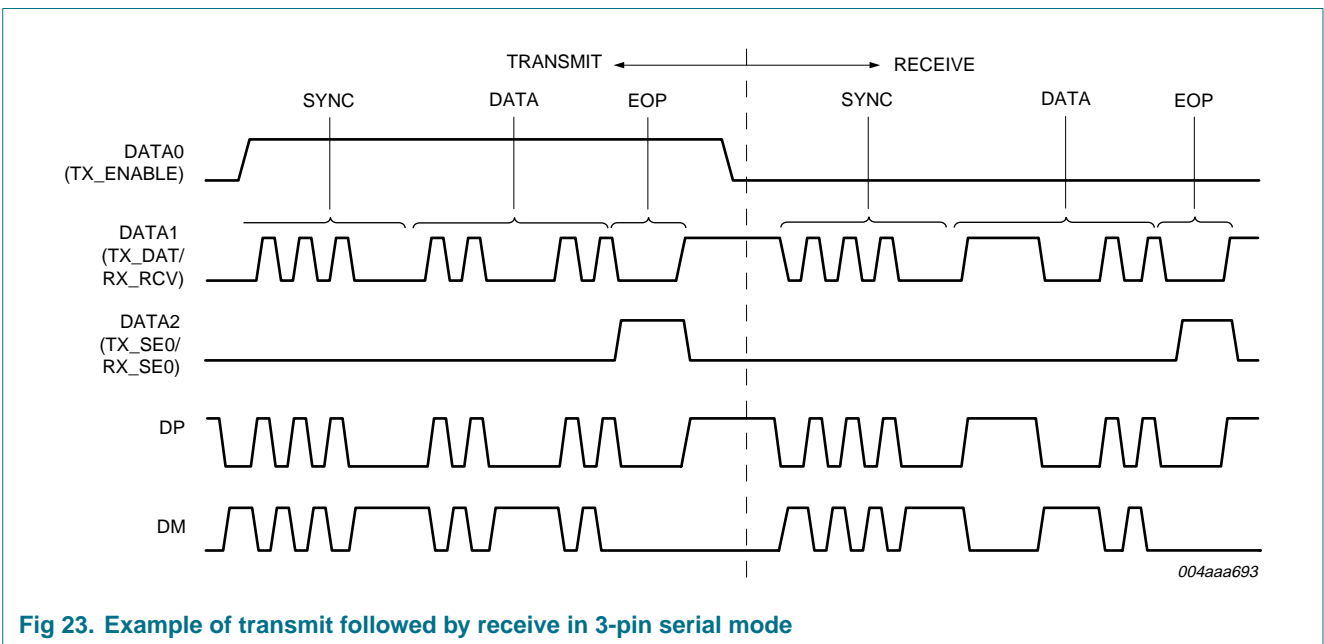 TRANSMIT RECEIVE
SYNC DATA EOP SYNC DATA EOP
DATA0
(TX_ENABLE)
DATA1
(TX_DAT/
RX_RCV)
DATA2
(TX_SE0/
RX_SE0)
DP
DM
004aaa693
Fig 23. Example of transmit followed by receive in 3-pin serial mode